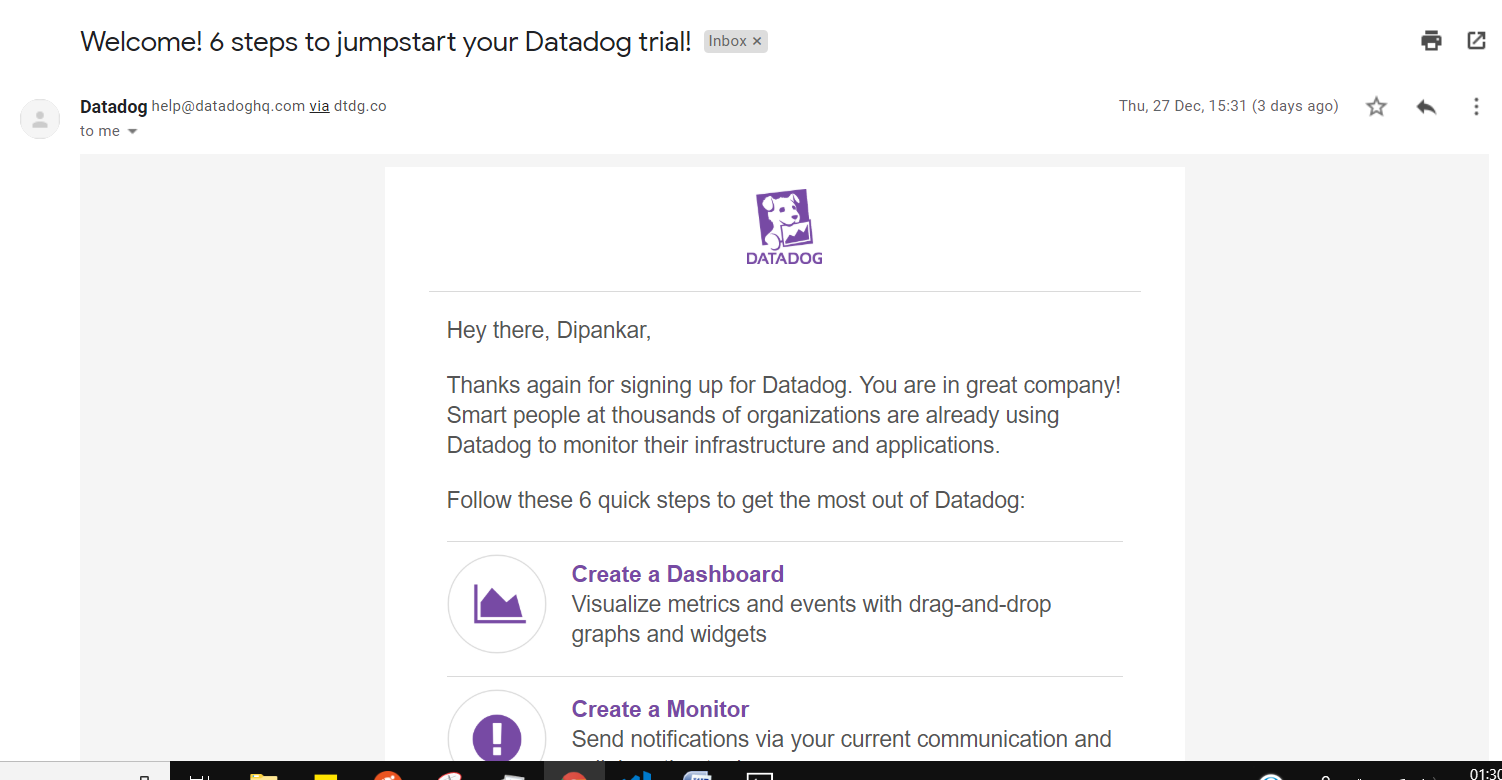 Welcome! 6 steps to jumpstart your Datadog trial! Inbox ×
Datadog help@datadoghq.com via dtdg.co Thu, 27 Dec, 15:31 (3 days ago)
to me
DATADOG
Hey there, Dipankar,
Thanks again for signing up for Datadog. You are in great company!
Smart people at thousands of organizations are already using
Datadog to monitor their infrastructure and applications.
Follow these 6 quick steps to get the most out of Datadog:
Create a Dashboard
Visualize metrics and events with drag-and-drop
graphs and widgets
Create a Monitor
Send notifications via your current communication and